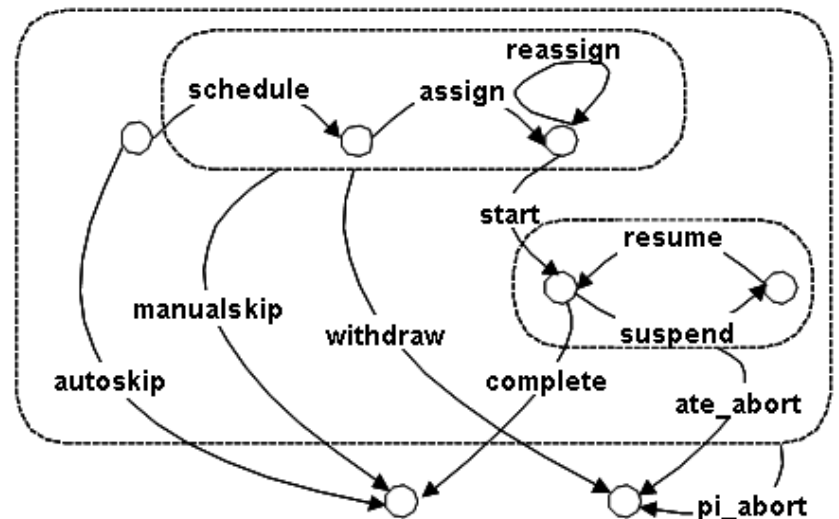 reassign
schedule
assign
start
resume
manualskip
withdraw
suspend
autoskip
complete
ate_abort
pi_abort